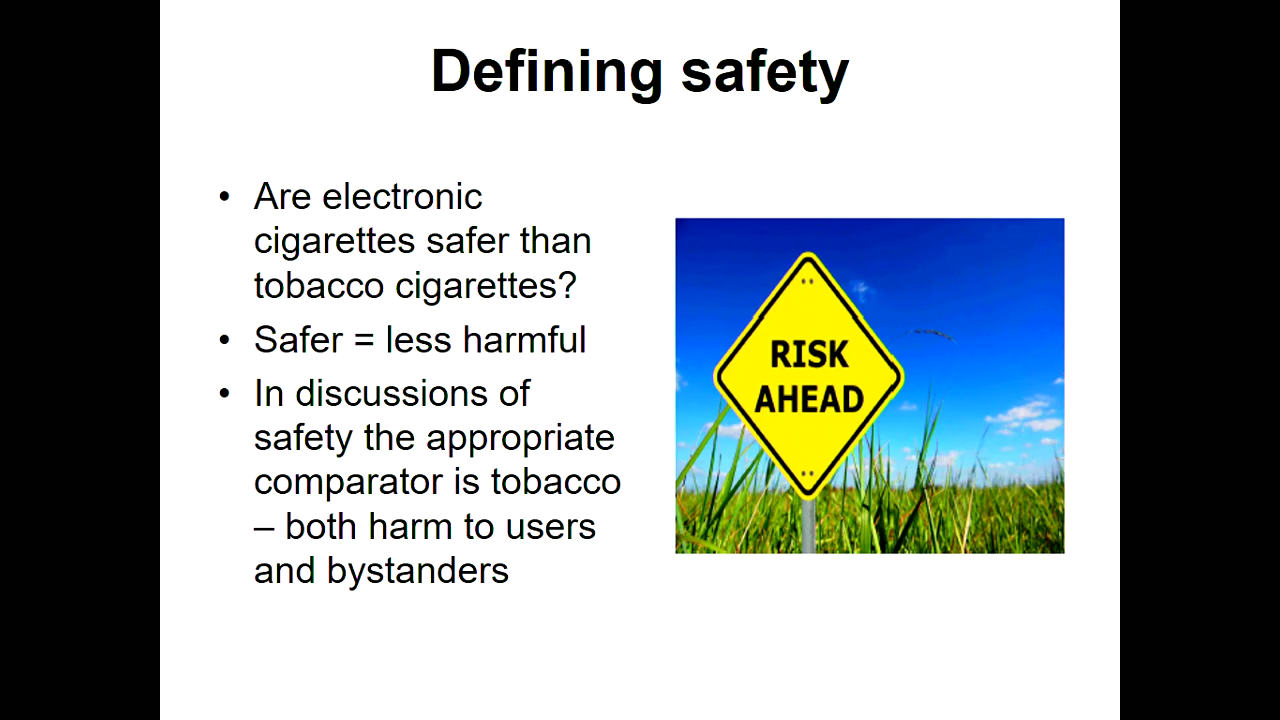 Defining safety
• Are electronic
cigarettes safer than
tobacco cigarettes?
• Safer = less harmful
• In discussions of
safety the appropriate
comparator is tobacco
– both harm to users
and bystanders
RISK
AHEAD